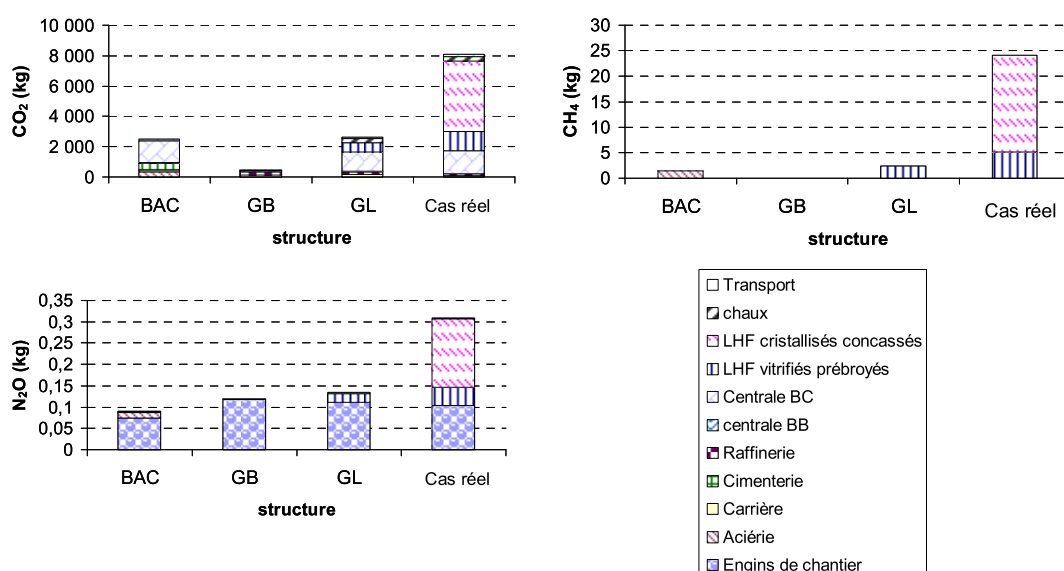 CO₂ (kg)
10 000
8 000
6 000
4 000
2 000
0
BAC
GB
GL
Cas réel
structure
CH₄ (kg)
30
25
20
15
10
5
0
BAC
GB
GL
Cas réel
structure
N₂O (kg)
0,35
0,3
0,25
0,2
0,15
0,1
0,05
0
BAC
GB
GL
Cas réel
structure
Transport
chaux
LHF cristallisés concassés
LHF vitrifiés prébroyés
Centrale BC
centrale BB
Raffinerie
Cimenterie
Carrière
Aciérie
Engins de chantier